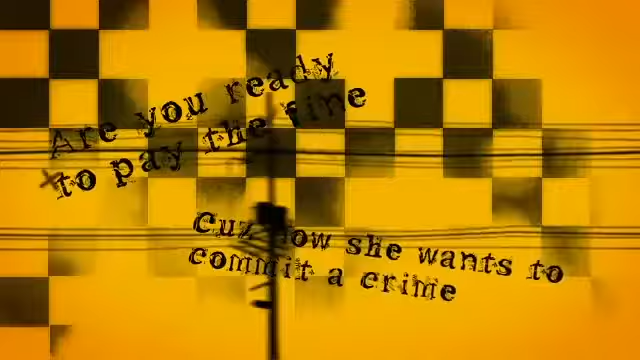 Are you ready
to pay the fine
Cuz now she wants to
commit a crime